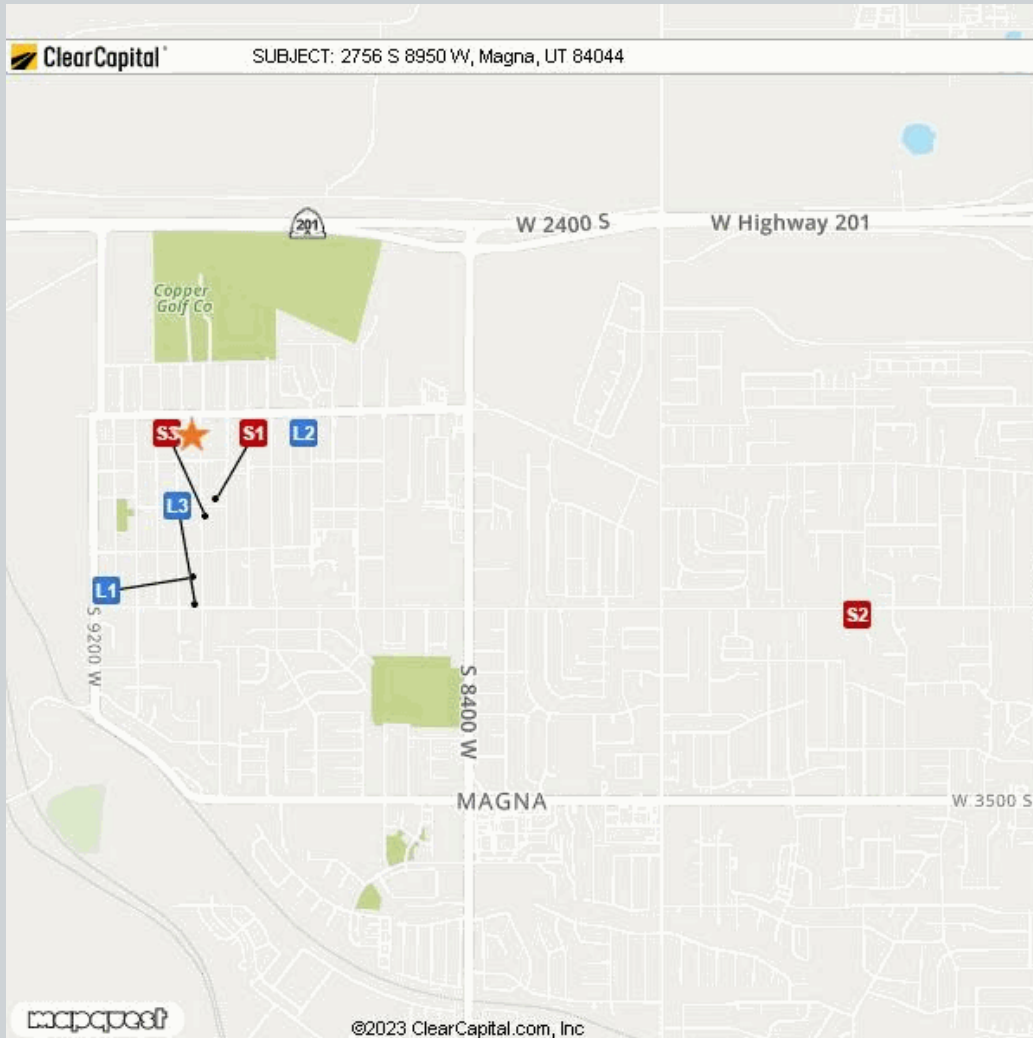 ClearCapital
SUBJECT: 2756 S 8950 W, Magna, UT 84044
201
W 2400 S
W Highway 201
Copper
Golf Co
S3
S1
L2
L3
L1
S2
S 9200 W
S 8400 W
MAGNA
W 3500 S
mapquest
©2023 ClearCapital.com, Inc